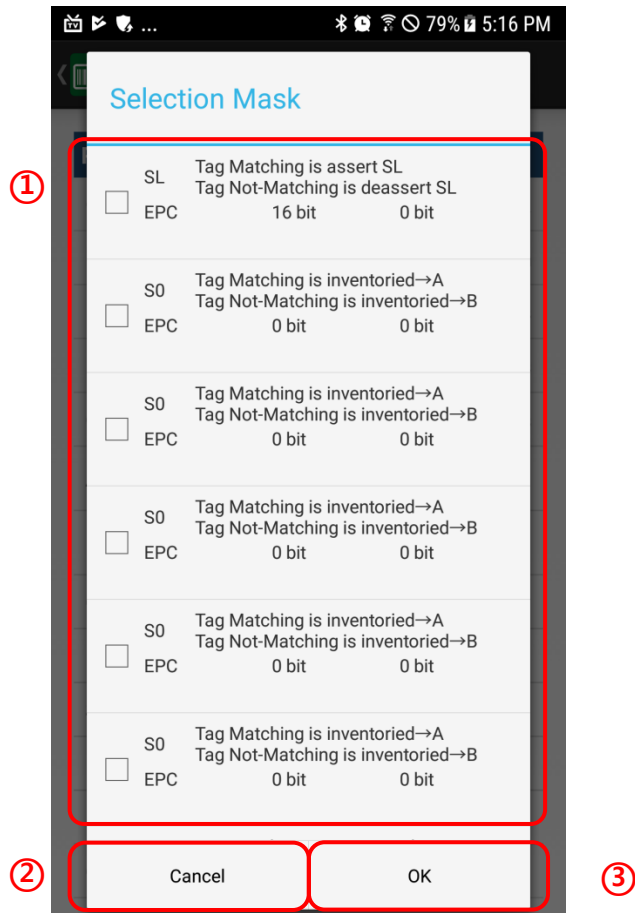 ... 79% 5:16 PM
Selection Mask
①
SL Tag Matching is assert SL
Tag Not-Matching is deassert SL
EPC 16 bit 0 bit
S0 Tag Matching is inventoried→A
Tag Not-Matching is inventoried→B
EPC 0 bit 0 bit
S0 Tag Matching is inventoried→A
Tag Not-Matching is inventoried→B
EPC 0 bit 0 bit
S0 Tag Matching is inventoried→A
Tag Not-Matching is inventoried→B
EPC 0 bit 0 bit
S0 Tag Matching is inventoried→A
Tag Not-Matching is inventoried→B
EPC 0 bit 0 bit
S0 Tag Matching is inventoried→A
Tag Not-Matching is inventoried→B
EPC 0 bit 0 bit
② Cancel OK ③